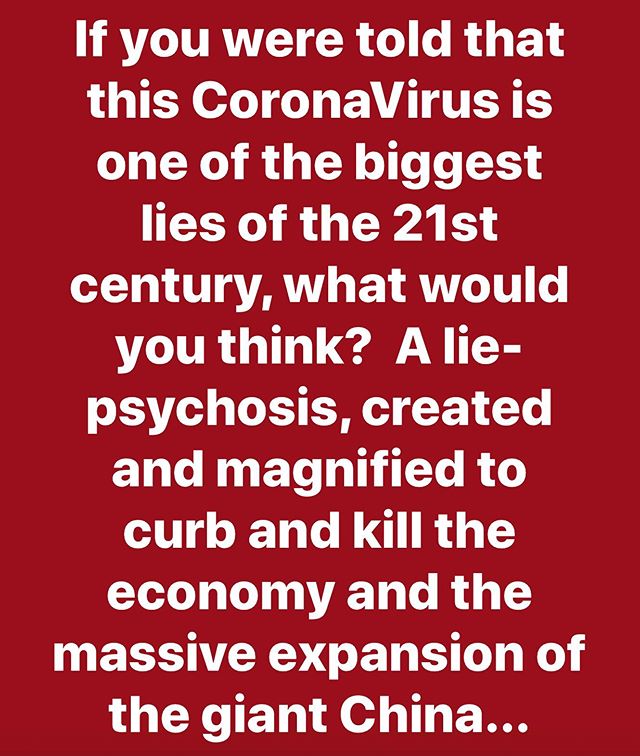 If you were told that
this CoronaVirus is
one of the biggest
lies of the 21st
century, what would
you think?  A lie-
psychosis, created
and magnified to
curb and kill the
economy and the
massive expansion of
the giant China...